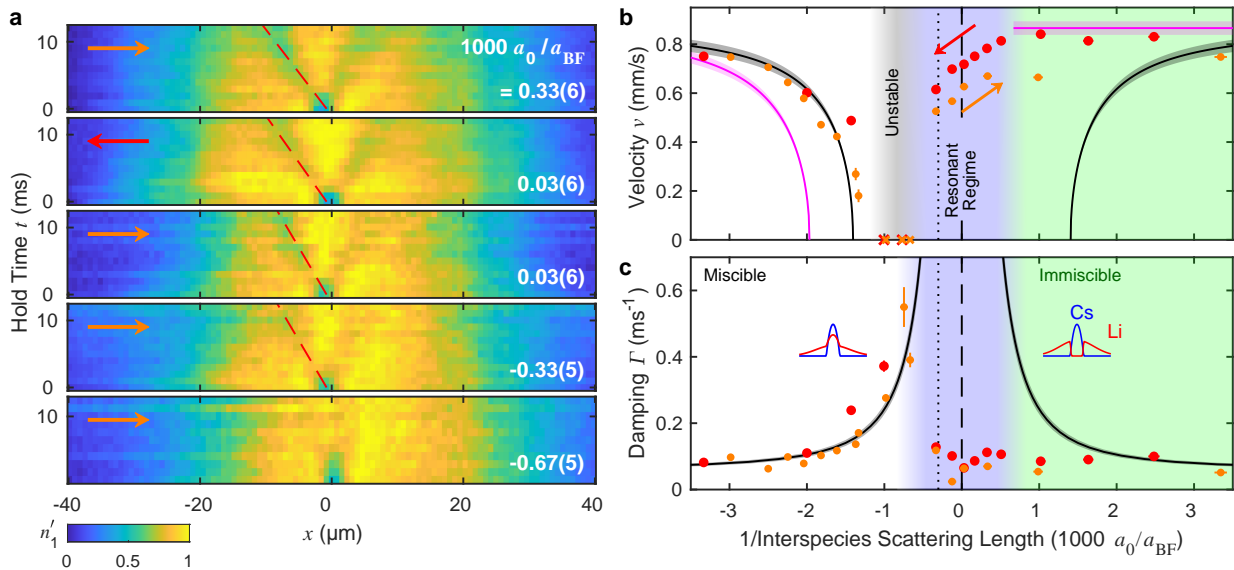 a
Hold Time t (ms)
10
0
1000 a0/aBF
= 0.33(6)
10
0
0.03(6)
10
0
0.03(6)
10
0
-0.33(5)
10
-0.67(5)
-40 -20 0 20 40
x (μm)
n′1
0 0.5 1
b
Velocity v (mm/s)
0.8
0.6
0.4
0.2
0
Unstable
Resonant
Regime
c
Damping Γ (ms-1)
0.6
0.4
0.2
0
Miscible
Immiscible
Cs
Li
-3 -2 -1 0 1 2 3
1/Interspecies Scattering Length (1000 a0/aBF)